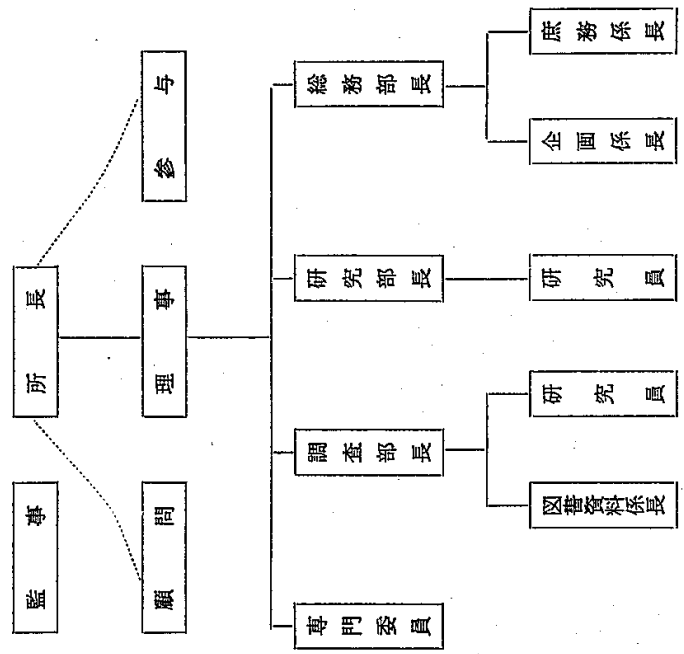 所長
監事
参与
理事
顧問
総務部長
研究部長
調査部長
専門委員
庶務係長
企画係長
研究員
研究員
図書資料係長